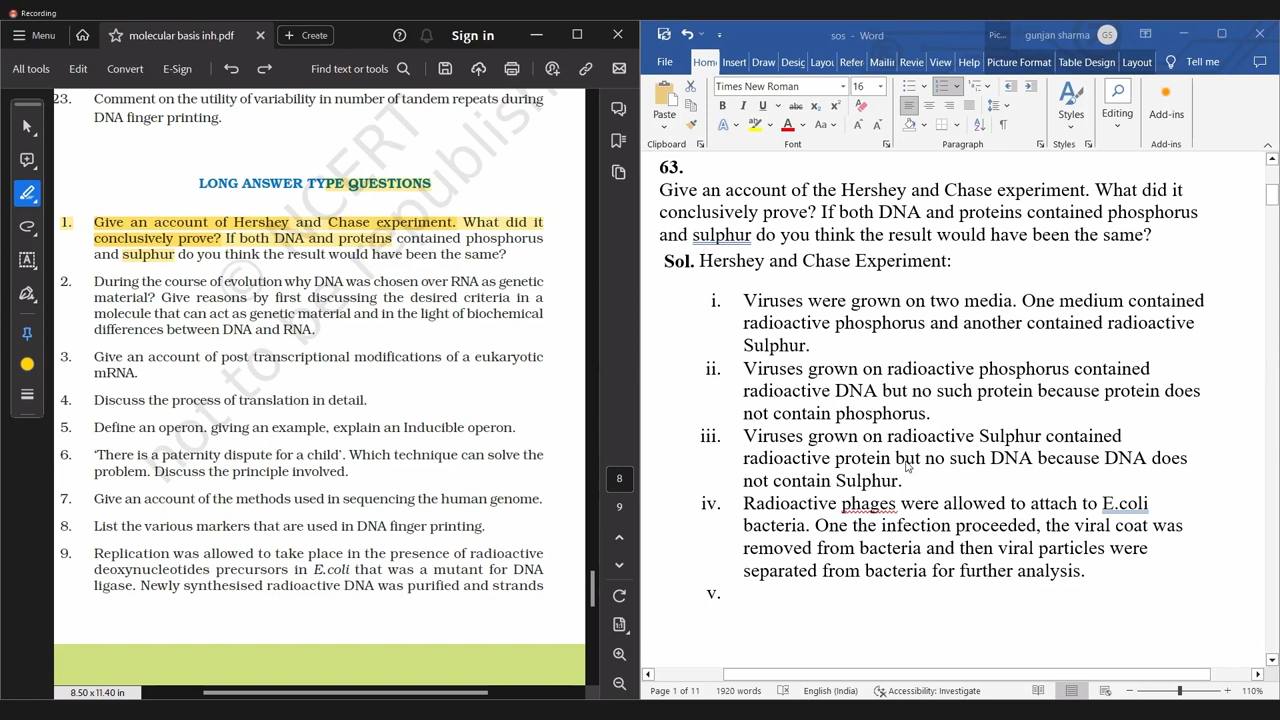 Recording
Menu
molecular basis inh.pdf
Create
Sign in
All tools
Edit
Convert
E-Sign
Find text or tools
23. Comment on the utility of variability in number of tandem repeats during
DNA finger printing.
LONG ANSWER TYPE QUESTIONS
1. Give an account of Hershey and Chase experiment. What did it
conclusively prove? If both DNA and proteins contained phosphorus
and sulphur do you think the result would have been the same?
2. During the course of evolution why DNA was chosen over RNA as genetic
material? Give reasons by first discussing the desired criteria in a
molecule that can act as genetic material and in the light of biochemical
differences between DNA and RNA.
3. Give an account of post transcriptional modifications of a eukaryotic
mRNA.
4. Discuss the process of translation in detail.
5. Define an operon. giving an example, explain an Inducible operon.
6. ‘There is a paternity dispute for a child’. Which technique can solve the
problem. Discuss the principle involved.
7. Give an account of the methods used in sequencing the human genome.
8. List the various markers that are used in DNA finger printing.
9. Replication was allowed to take place in the presence of radioactive
deoxynucleotides precursors in E.coli that was a mutant for DNA
ligase. Newly synthesised radioactive DNA was purified and strands
© NCERT
not to be republish
8
9
8.50 x 11.40 in
sos - Word
Pic...
gunjan sharma
GS
File
Home
Insert
Draw
Desig
Layou
Refer
Mailir
Review
View
Help
Picture Format
Table Design
Layout
Tell me
Paste
Times New Roman
16
Styles
Editing
Add-ins
Clipboard
Font
Paragraph
Styles
Add-ins
63.
Give an account of the Hershey and Chase experiment. What did it
conclusively prove? If both DNA and proteins contained phosphorus
and sulphur do you think the result would have been the same?
Sol. Hershey and Chase Experiment:
i. Viruses were grown on two media. One medium contained
radioactive phosphorus and another contained radioactive
Sulphur.
ii. Viruses grown on radioactive phosphorus contained
radioactive DNA but no such protein because protein does
not contain phosphorus.
iii. Viruses grown on radioactive Sulphur contained
radioactive protein but no such DNA because DNA does
not contain Sulphur.
iv. Radioactive phages were allowed to attach to E.coli
bacteria. One the infection proceeded, the viral coat was
removed from bacteria and then viral particles were
separated from bacteria for further analysis.
v.
Page 1 of 11
1920 words
English (India)
Accessibility: Investigate
110%